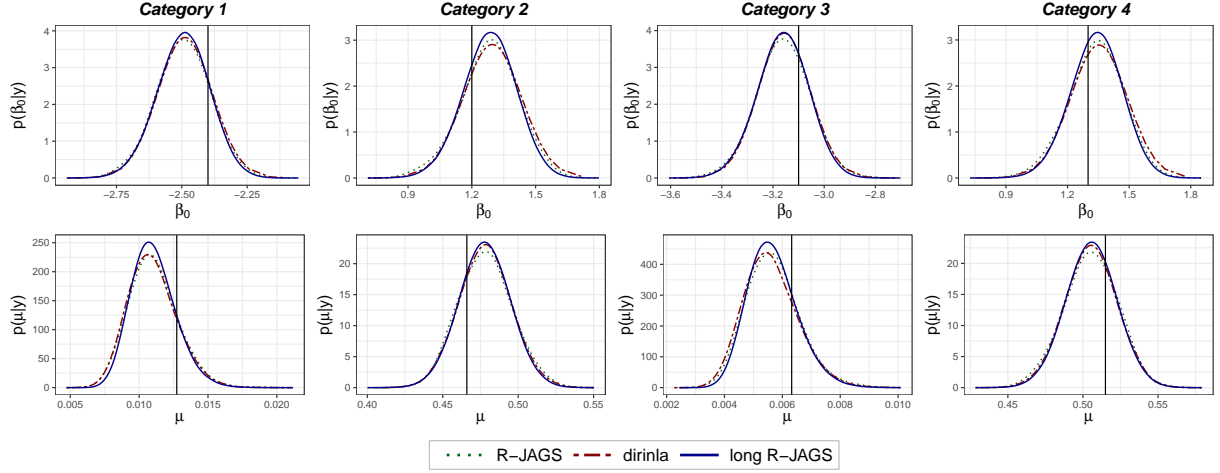 Category 1 Category 2 Category 3 Category 4
p(β₀|y) p(β₀|y) p(β₀|y) p(β₀|y)
4 3 2 1 0
3 2 1 0
4 3 2 1 0
3 2 1 0
−2.75 −2.50 −2.25
0.9 1.2 1.5 1.8
−3.6 −3.4 −3.2 −3.0 −2.8
0.9 1.2 1.5 1.8
β₀ β₀ β₀ β₀
p(μ|y) p(μ|y) p(μ|y) p(μ|y)
250 200 150 100 50 0
20 15 10 5 0
400 300 200 100 0
20 15 10 5 0
0.005 0.010 0.015 0.020
0.40 0.45 0.50 0.55
0.002 0.004 0.006 0.008 0.010
0.45 0.50 0.55
μ μ μ μ
R−JAGS dirinla long R−JAGS